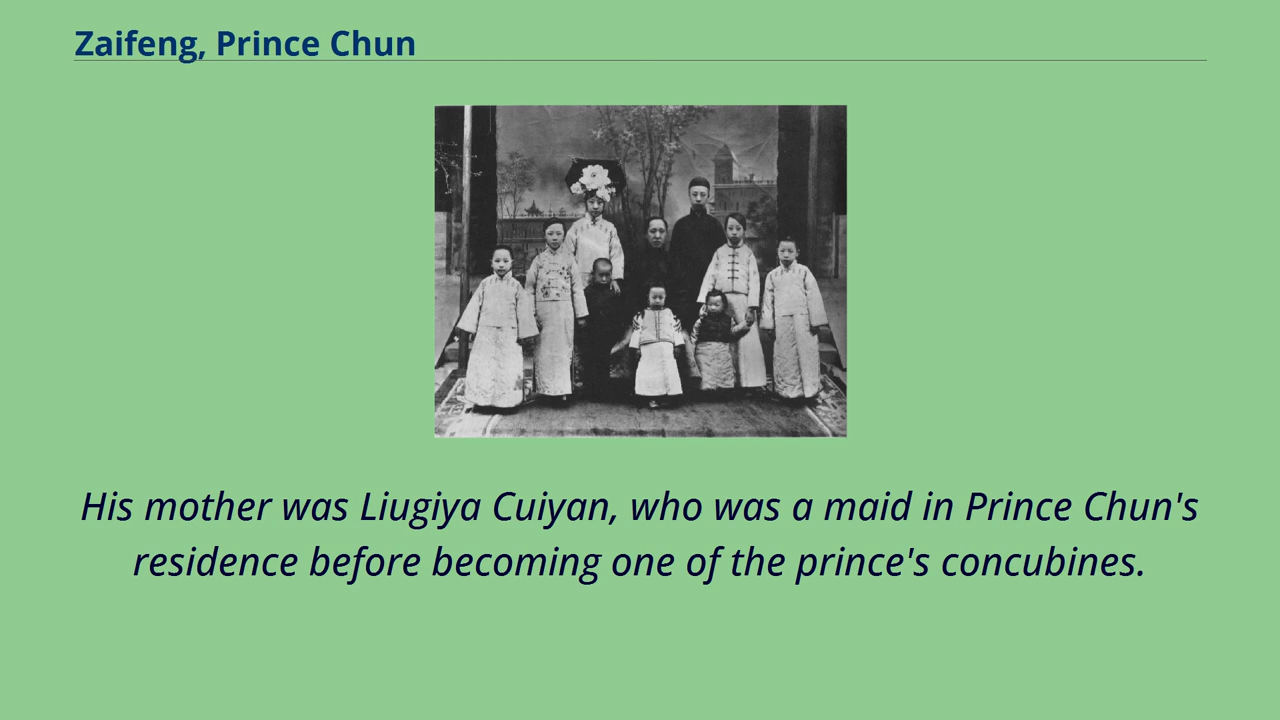 Zaifeng, Prince Chun
His mother was Liugiya Cuiyan, who was a maid in Prince Chun's
residence before becoming one of the prince's concubines.